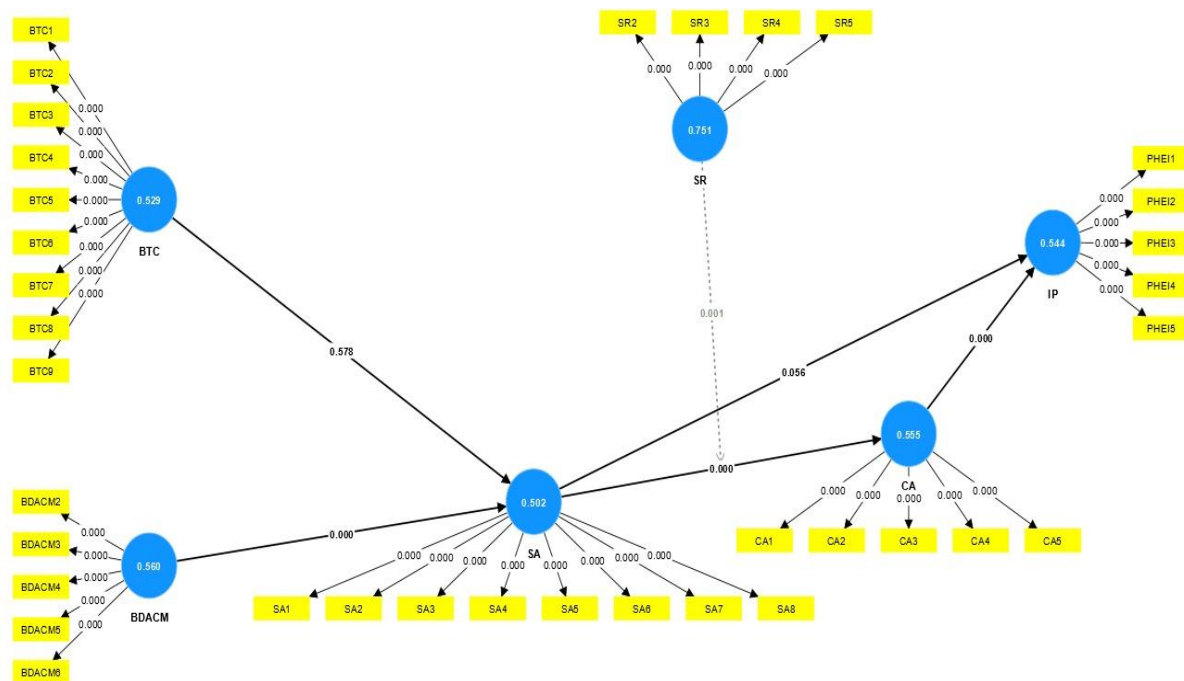 BTC1
BTC2
BTC3
BTC4
BTC5
BTC6
BTC7
BTC8
BTC9
0.000
0.000
0.000
0.000
0.000
0.000
0.000
0.000
0.000
0.529
BTC
SR2
SR3
SR4
SR5
0.000
0.000
0.000
0.000
0.751
SR
0.001
PHEI1
PHEI2
PHEI3
PHEI4
PHEI5
0.000
0.000
0.000
0.000
0.000
0.544
IP
0.578
0.056
0.000
0.000
0.555
CA
0.000
0.000
0.000
0.000
0.000
CA1
CA2
CA3
CA4
CA5
BDACM2
BDACM3
BDACM4
BDACM5
BDACM6
0.000
0.000
0.000
0.000
0.000
0.560
BDACM
0.000
0.502
SA
0.000
0.000
0.000
0.000
0.000
0.000
0.000
0.000
SA1
SA2
SA3
SA4
SA5
SA6
SA7
SA8